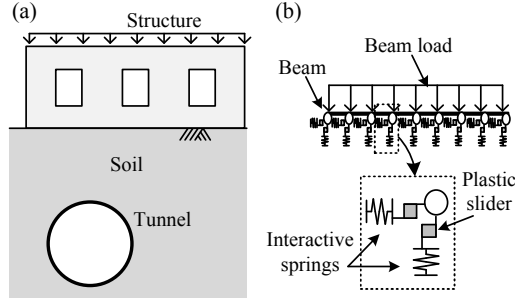 (a)
Structure
Soil
Tunnel
(b)
Beam load
Beam
Plastic
slider
Interactive
springs